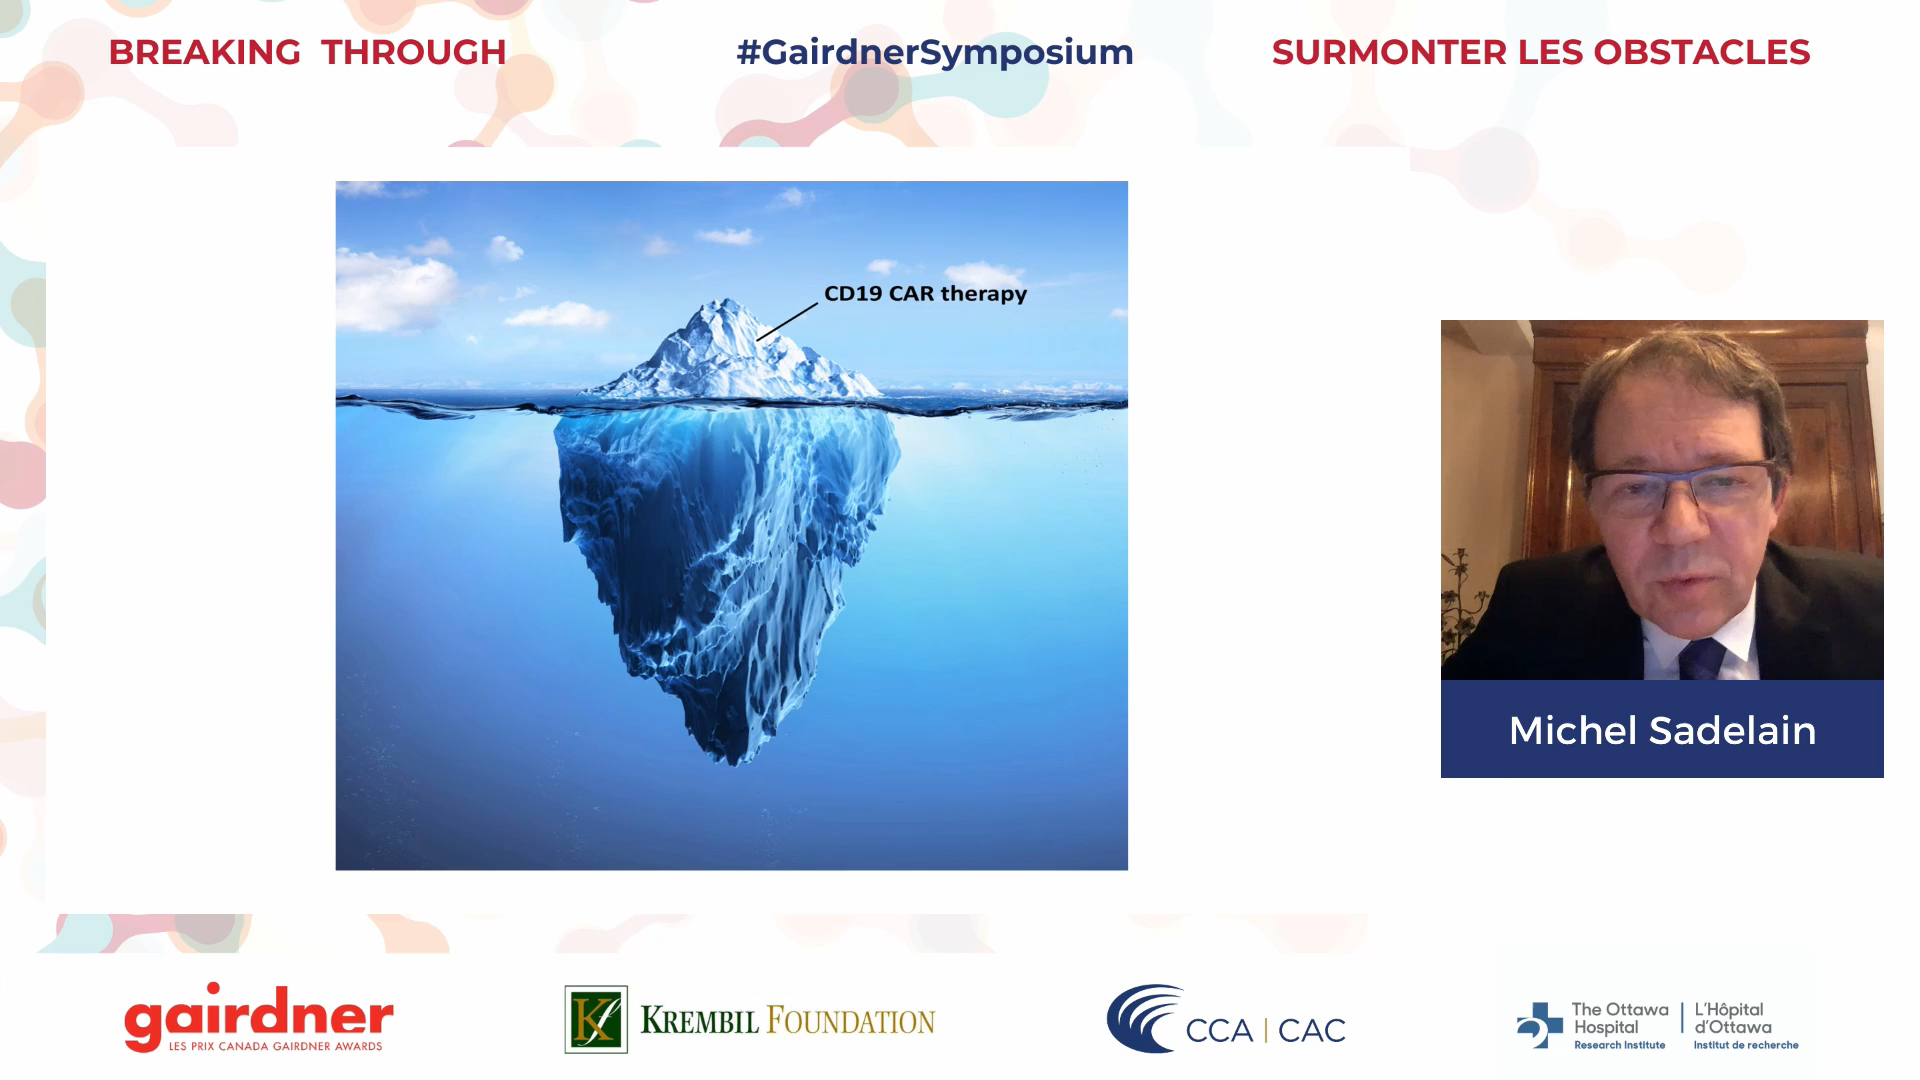 BREAKING THROUGH
#GairdnerSymposium
SURMONTER LES OBSTACLES
CD19 CAR therapy
Michel Sadelain
gairdner
LES PRIX CANADA GAIRDNER AWARDS
Kf
KREMBIL FOUNDATION
CCA | CAC
The Ottawa
Hospital
Research Institute
L'Hôpital
d'Ottawa
Institut de recherche